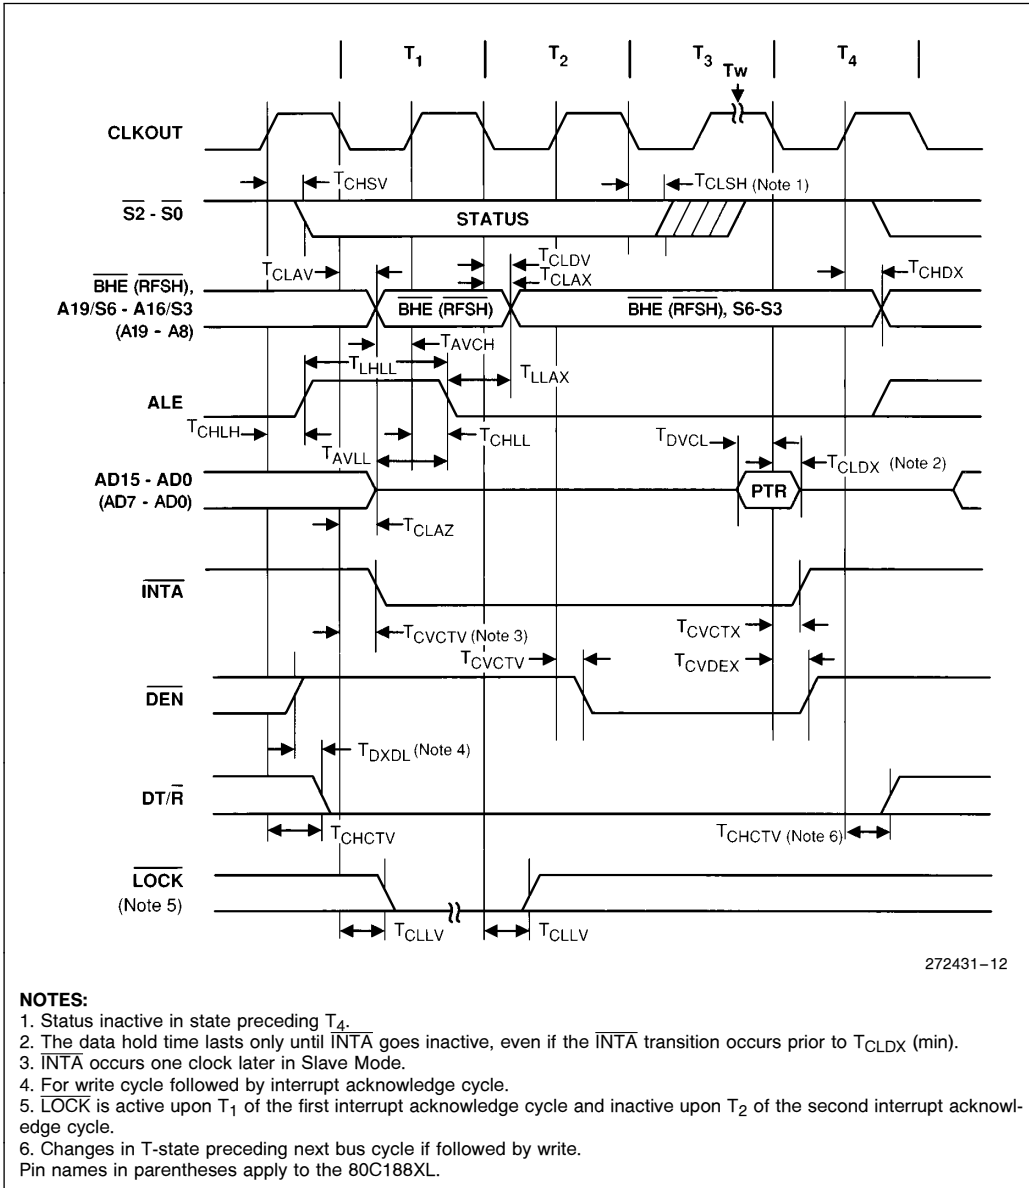 T1 T2 T3 T4
Tw
CLKOUT
TCHSV
TCLSH (Note 1)
S2 - S0
STATUS
TCLDV
TCLAV
TCLAX
TCHDX
BHE (RFSH),
A19/S6 - A16/S3
(A19 - A8)
BHE (RFSH)
BHE (RFSH), S6-S3
TAVCH
TLHLL
TLLAX
ALE
TCHLH
TCHLL
TDVCL
TAVLL
TCLDX (Note 2)
AD15 - AD0
(AD7 - AD0)
PTR
TCLAZ
INTA
TCVCTV (Note 3)
TCVCTX
TCVCTV
TCVDEX
DEN
TDXDL (Note 4)
DT/R
TCHCTV
TCHCTV (Note 6)
LOCK
(Note 5)
TCLLV
TCLLV
272431-12
NOTES:
1. Status inactive in state preceding T4.
2. The data hold time lasts only until INTA goes inactive, even if the INTA transition occurs prior to TCLDX (min).
3. INTA occurs one clock later in Slave Mode.
4. For write cycle followed by interrupt acknowledge cycle.
5. LOCK is active upon T1 of the first interrupt acknowledge cycle and inactive upon T2 of the second interrupt acknowl-
edge cycle.
6. Changes in T-state preceding next bus cycle if followed by write.
Pin names in parentheses apply to the 80C188XL.